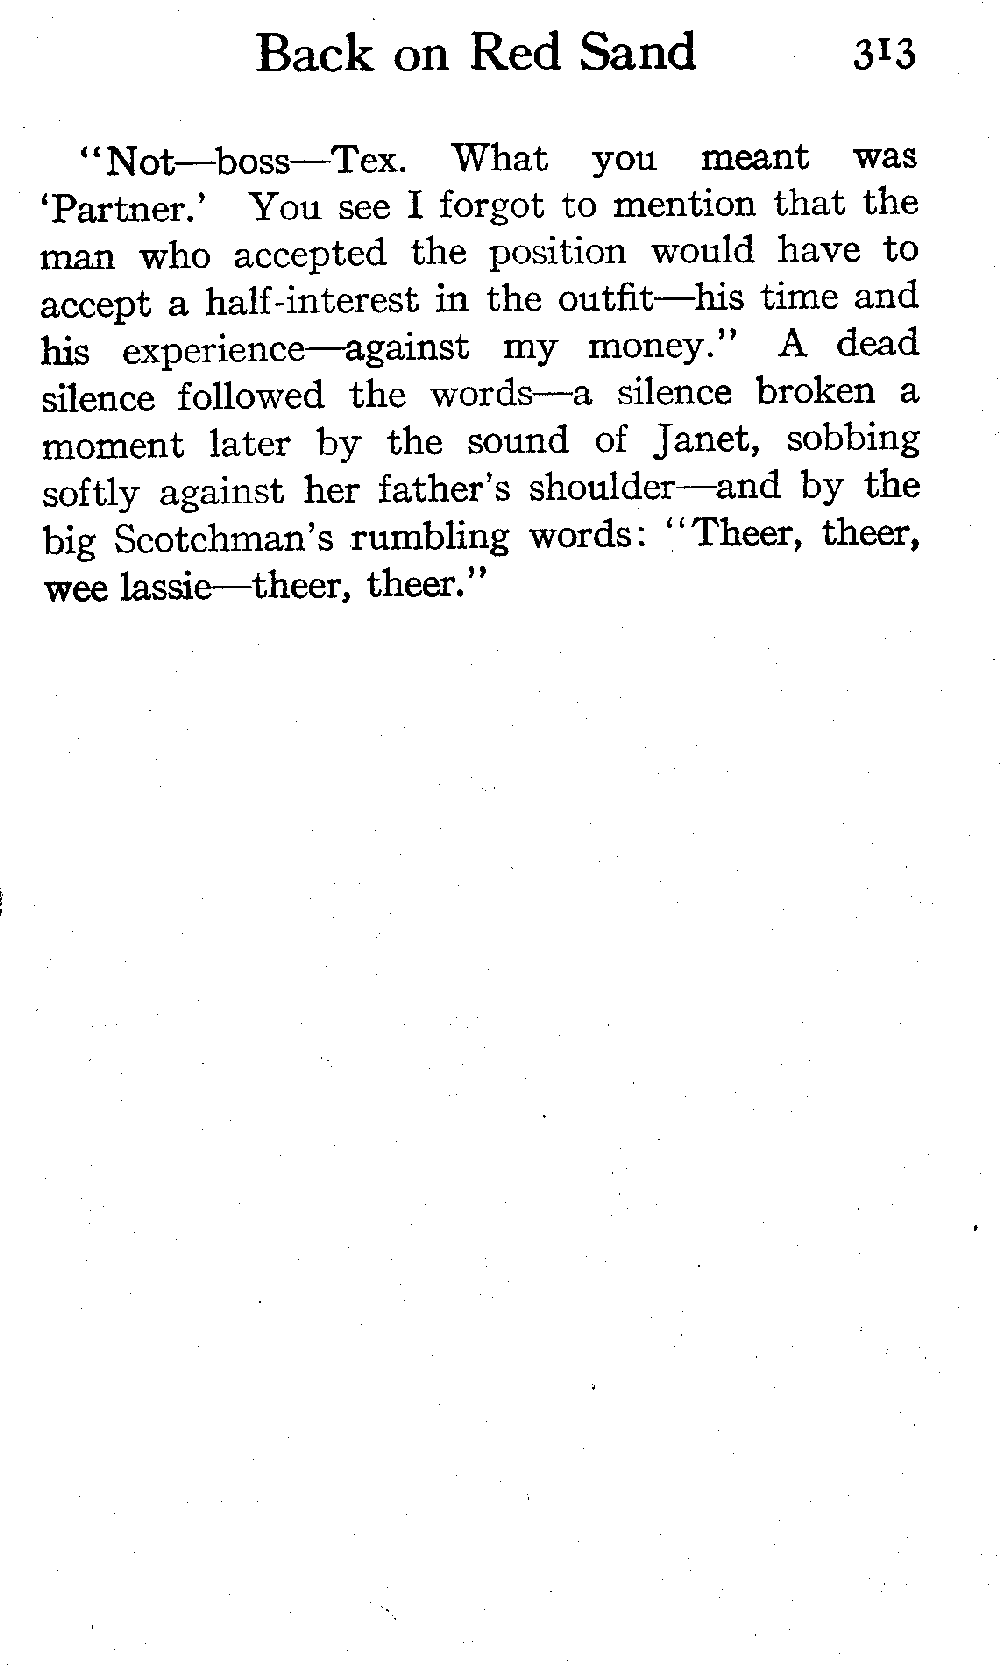 Back on Red Sand 313
“Not—boss—Tex. What you meant was
‘Partner.’ You see I forgot to mention that the
man who accepted the position would have to
accept a half-interest in the outfit—his time and
his experience—against my money.” A dead
silence followed the words—a silence broken a
moment later by the sound of Janet, sobbing
softly against her father’s shoulder—and by the
big Scotchman’s rumbling words: “Theer, theer,
wee lassie—theer, theer.”